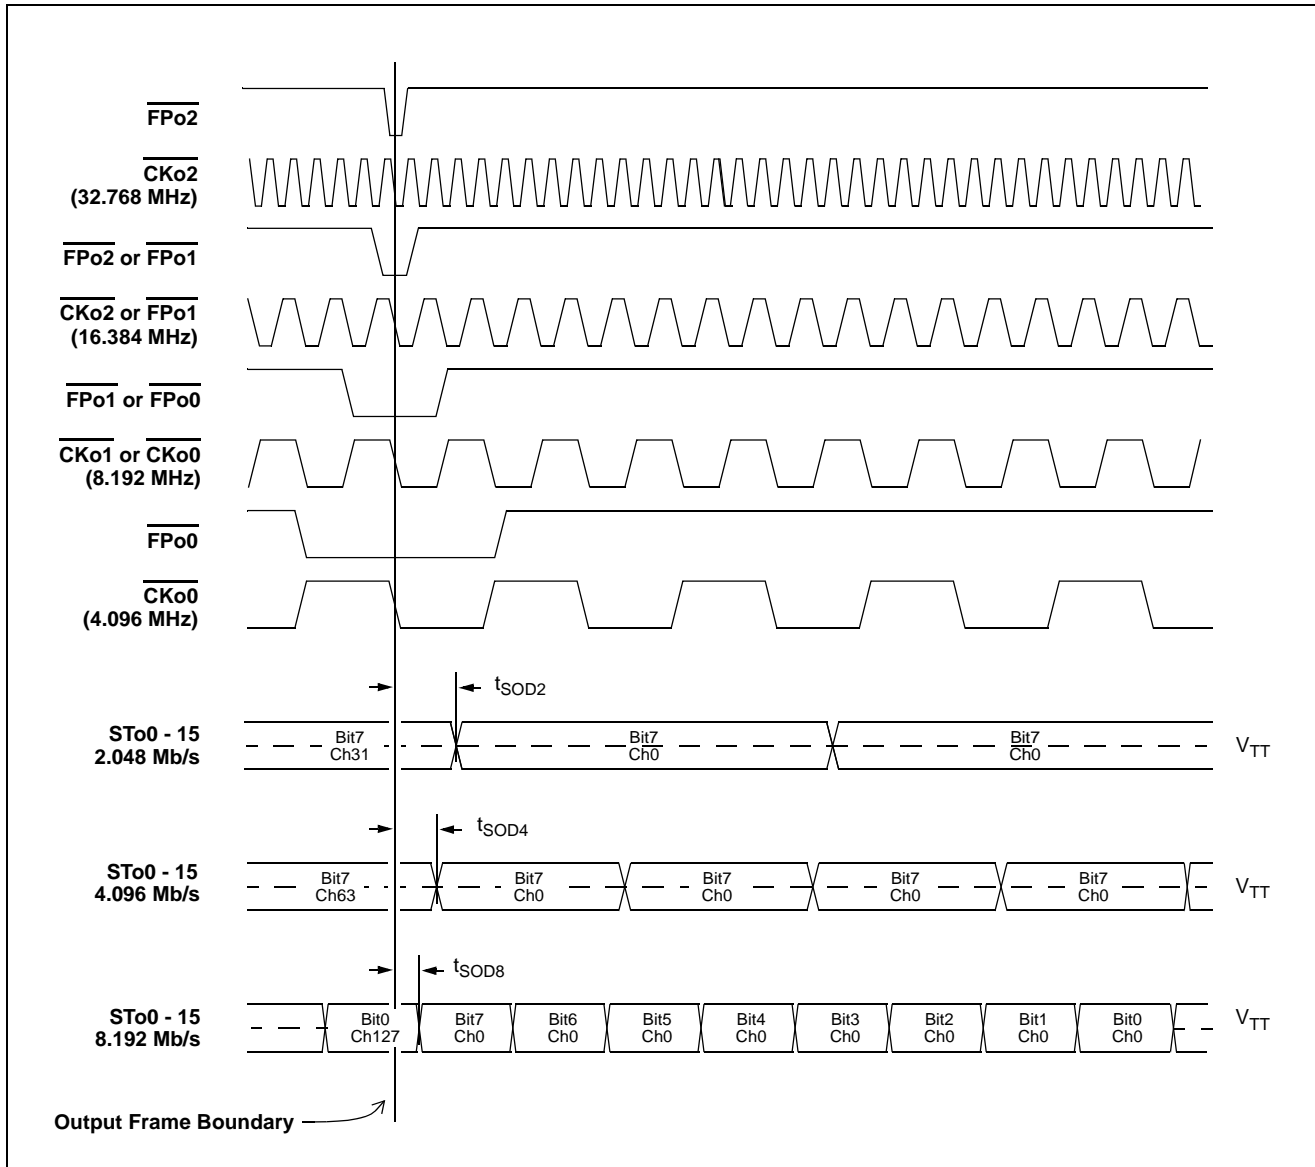 FPo2
CKo2
(32.768 MHz)
FPo2 or FPo1
CKo2 or FPo1
(16.384 MHz)
FPo1 or FPo0
CKo1 or CKo0
(8.192 MHz)
FPo0
CKo0
(4.096 MHz)
tSOD2
STo0 - 15
2.048 Mb/s
Bit7
Ch31
Bit7
Ch0
Bit7
Ch0
VTT
tSOD4
STo0 - 15
4.096 Mb/s
Bit7
Ch63
Bit7
Ch0
Bit7
Ch0
Bit7
Ch0
Bit7
Ch0
VTT
tSOD8
STo0 - 15
8.192 Mb/s
Bit0
Ch127
Bit7
Ch0
Bit6
Ch0
Bit5
Ch0
Bit4
Ch0
Bit3
Ch0
Bit2
Ch0
Bit1
Ch0
Bit0
Ch0
VTT
Output Frame Boundary